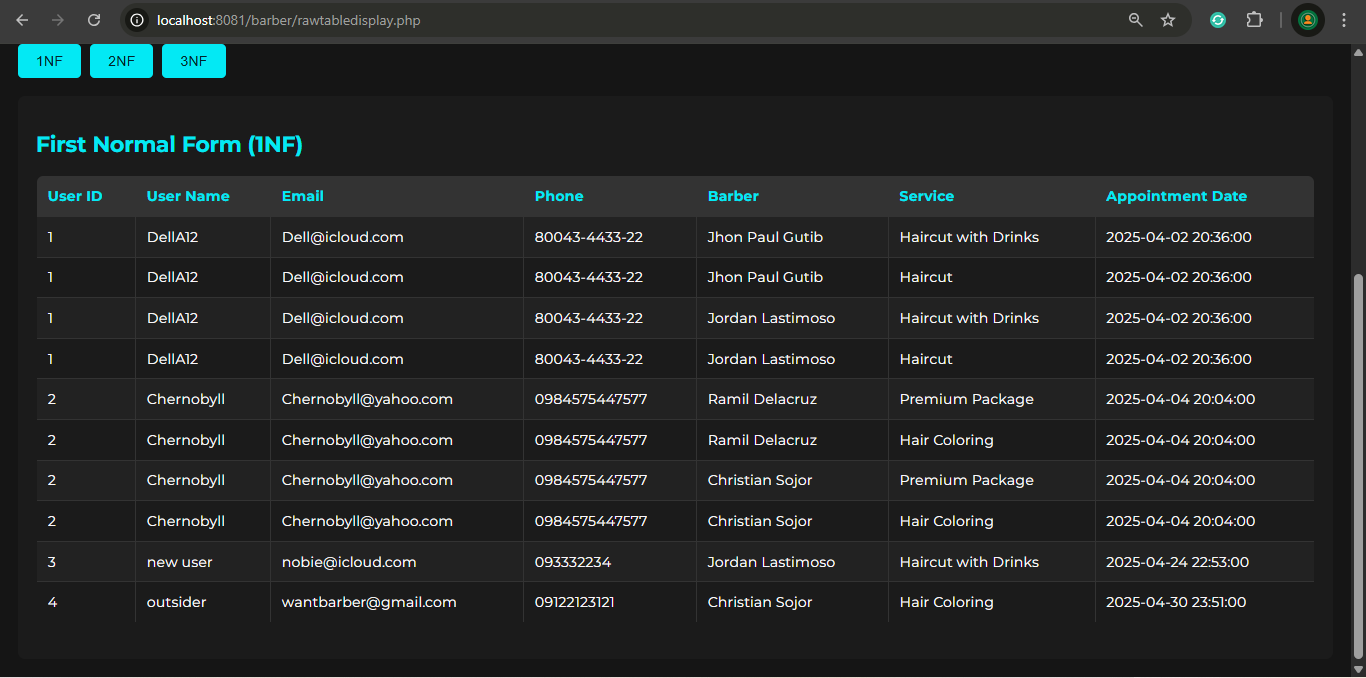 localhost:8081/barber/rawtabledisplay.php
1NF 2NF 3NF
First Normal Form (1NF)
User ID User Name Email Phone Barber Service Appointment Date
1 DellA12 Dell@icloud.com 80043-4433-22 Jhon Paul Gutib Haircut with Drinks 2025-04-02 20:36:00
1 DellA12 Dell@icloud.com 80043-4433-22 Jhon Paul Gutib Haircut 2025-04-02 20:36:00
1 DellA12 Dell@icloud.com 80043-4433-22 Jordan Lastimoso Haircut with Drinks 2025-04-02 20:36:00
1 DellA12 Dell@icloud.com 80043-4433-22 Jordan Lastimoso Haircut 2025-04-02 20:36:00
2 Chernobyll Chernobyll@yahoo.com 0984575447577 Ramil Delacruz Premium Package 2025-04-04 20:04:00
2 Chernobyll Chernobyll@yahoo.com 0984575447577 Ramil Delacruz Hair Coloring 2025-04-04 20:04:00
2 Chernobyll Chernobyll@yahoo.com 0984575447577 Christian Sojor Premium Package 2025-04-04 20:04:00
2 Chernobyll Chernobyll@yahoo.com 0984575447577 Christian Sojor Hair Coloring 2025-04-04 20:04:00
3 new user nobie@icloud.com 093332234 Jordan Lastimoso Haircut with Drinks 2025-04-24 22:53:00
4 outsider wantbarber@gmail.com 09122123121 Christian Sojor Hair Coloring 2025-04-30 23:51:00